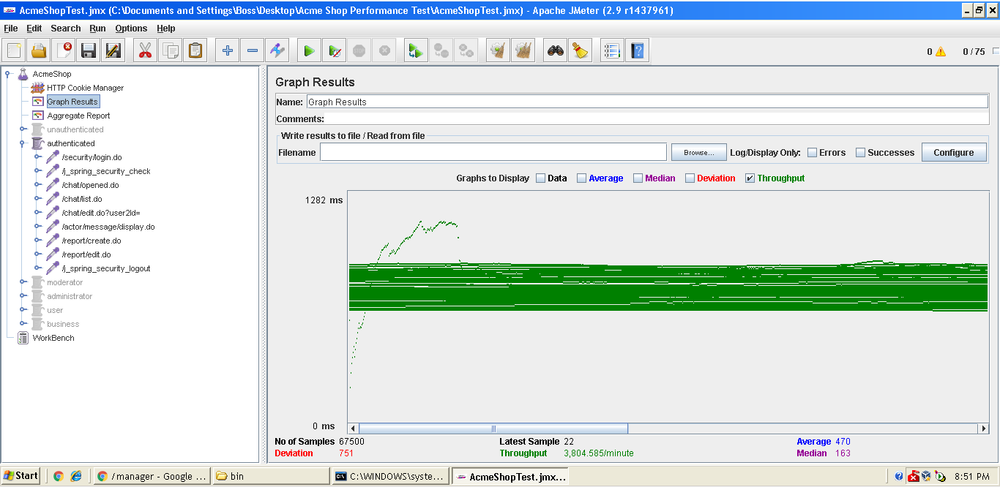 AcmeShopTest.jmx (C:\Documents and Settings\Boss\Desktop\Acme Shop Performance Test\AcmeShopTest.jmx) - Apache JMeter (2.9 r1437961)
File Edit Search Run Options Help
0 0 / 75
AcmeShop
HTTP Cookie Manager
Graph Results
Aggregate Report
unauthenticated
authenticated
/security/login.do
/j_spring_security_check
/chat/opened.do
/chat/list.do
/chat/edit.do?user2Id=
/actor/message/display.do
/report/create.do
/report/edit.do
/j_spring_security_logout
moderator
administrator
user
business
WorkBench
Graph Results
Name: Graph Results
Comments:
Write results to file / Read from file
Filename Browse... Log/Display Only: Errors Successes Configure
Graphs to Display Data Average Median Deviation Throughput
1282 ms
0 ms
No of Samples 67500 Latest Sample 22 Average 470
Deviation 751 Throughput 3,804.585/minute Median 163
Start /manager - Google ... bin C:\WINDOWS\syste... AcmeShopTest.jmx... 8:51 PM